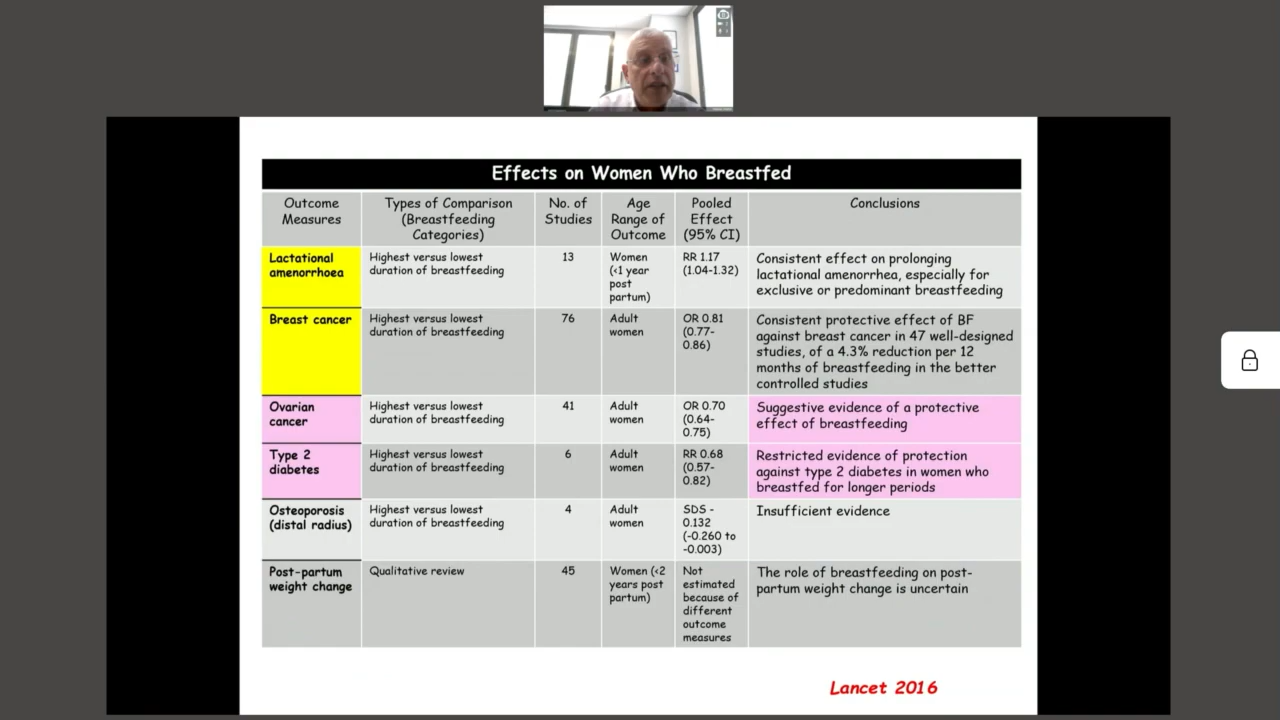 Effects on Women Who Breastfed
Outcome
Measures
Types of Comparison
(Breastfeeding
Categories)
No. of
Studies
Age
Range of
Outcome
Pooled
Effect
(95% CI)
Conclusions
Lactational
amenorrhoea
Highest versus lowest
duration of breastfeeding
13
Women
(<1 year
post
partum)
RR 1.17
(1.04-1.32)
Consistent effect on prolonging
lactational amenorrhea, especially for
exclusive or predominant breastfeeding
Breast cancer
Highest versus lowest
duration of breastfeeding
76
Adult
women
OR 0.81
(0.77-
0.86)
Consistent protective effect of BF
against breast cancer in 47 well-designed
studies, of a 4.3% reduction per 12
months of breastfeeding in the better
controlled studies
Ovarian
cancer
Highest versus lowest
duration of breastfeeding
41
Adult
women
OR 0.70
(0.64-
0.75)
Suggestive evidence of a protective
effect of breastfeeding
Type 2
diabetes
Highest versus lowest
duration of breastfeeding
6
Adult
women
RR 0.68
(0.57-
0.82)
Restricted evidence of protection
against type 2 diabetes in women who
breastfed for longer periods
Osteoporosis
(distal radius)
Highest versus lowest
duration of breastfeeding
4
Adult
women
SDS -
0.132
(-0.260 to
-0.003)
Insufficient evidence
Post-partum
weight change
Qualitative review
45
Women (<2
years post
partum)
Not
estimated
because of
different
outcome
measures
The role of breastfeeding on post-
partum weight change is uncertain
Lancet 2016